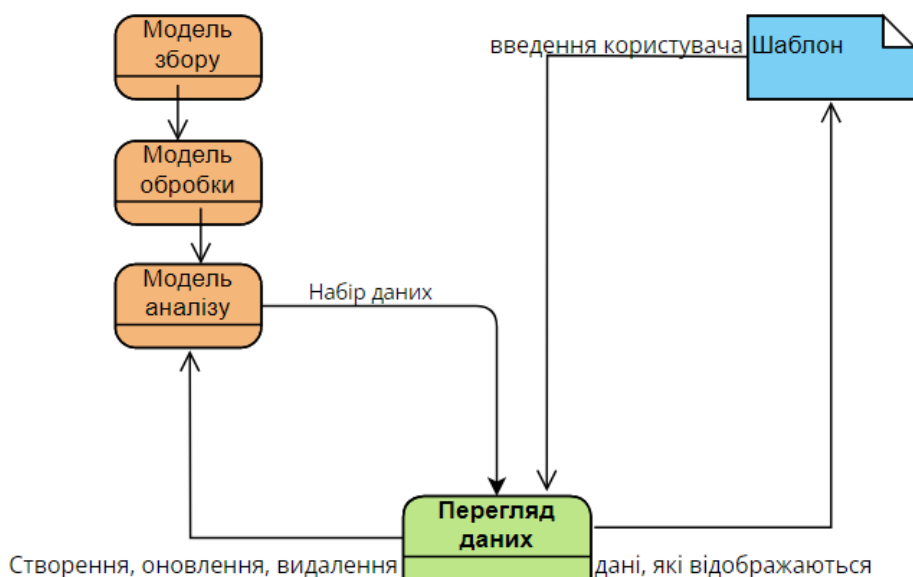 Модель
збору
введення користувача
Шаблон
Модель
обробки
Модель
аналізу
Набір даних
Перегляд
даних
Створення, оновлення, видалення
дані, які відображаються